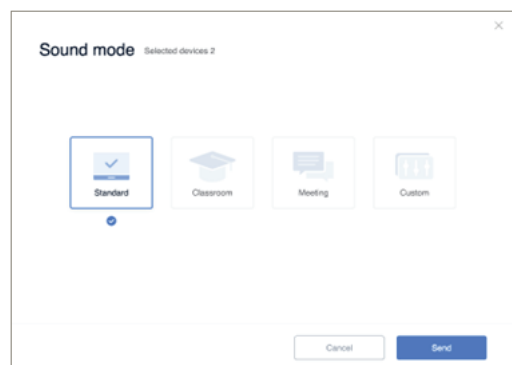 Sound mode Selected devices 2
Standard Classroom Meeting Custom
Cancel Send